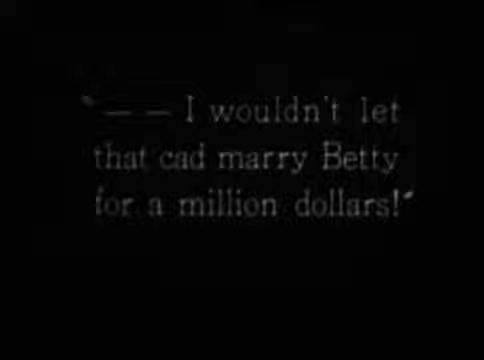 "— — I wouldn't let
that cad marry Betty
for a million dollars!"